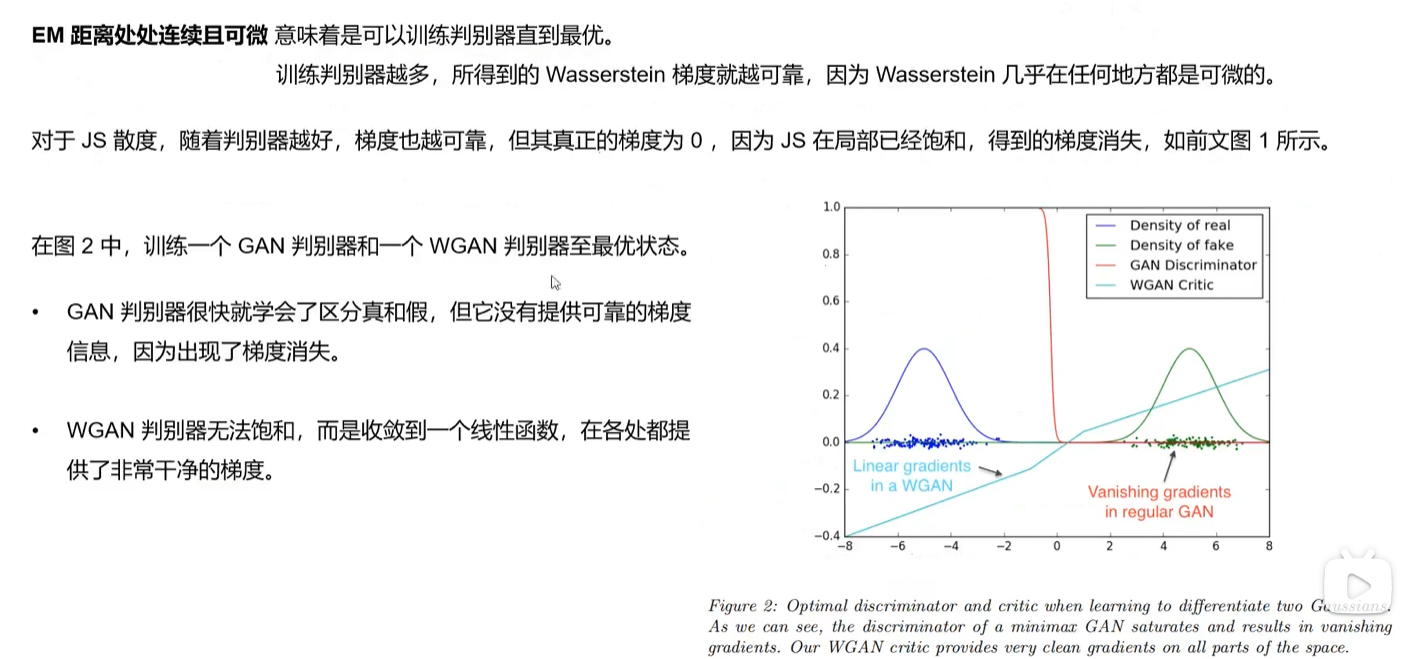 EM 距离处处连续且可微 意味着是可以训练判别器直到最优。
训练判别器越多，所得到的 Wasserstein 梯度就越可靠，因为 Wasserstein 几乎在任何地方都是可微的。
对于 JS 散度，随着判别器越好，梯度也越可靠，但其真正的梯度为 0 ，因为 JS 在局部已经饱和，得到的梯度消失，如前文图 1 所示。
在图 2 中，训练一个 GAN 判别器和一个 WGAN 判别器至最优状态。
• GAN 判别器很快就学会了区分真和假，但它没有提供可靠的梯度
信息，因为出现了梯度消失。
• WGAN 判别器无法饱和，而是收敛到一个线性函数，在各处都提
供了非常干净的梯度。
1.0
0.8
0.6
0.4
0.2
0.0
−0.2
−0.4
−8 −6 −4 −2 0 2 4 6 8
Density of real
Density of fake
GAN Discriminator
WGAN Critic
Linear gradients
in a WGAN
Vanishing gradients
in regular GAN
Figure 2: Optimal discriminator and critic when learning to differentiate two Gaussians.
As we can see, the discriminator of a minimax GAN saturates and results in vanishing
gradients. Our WGAN critic provides very clean gradients on all parts of the space.